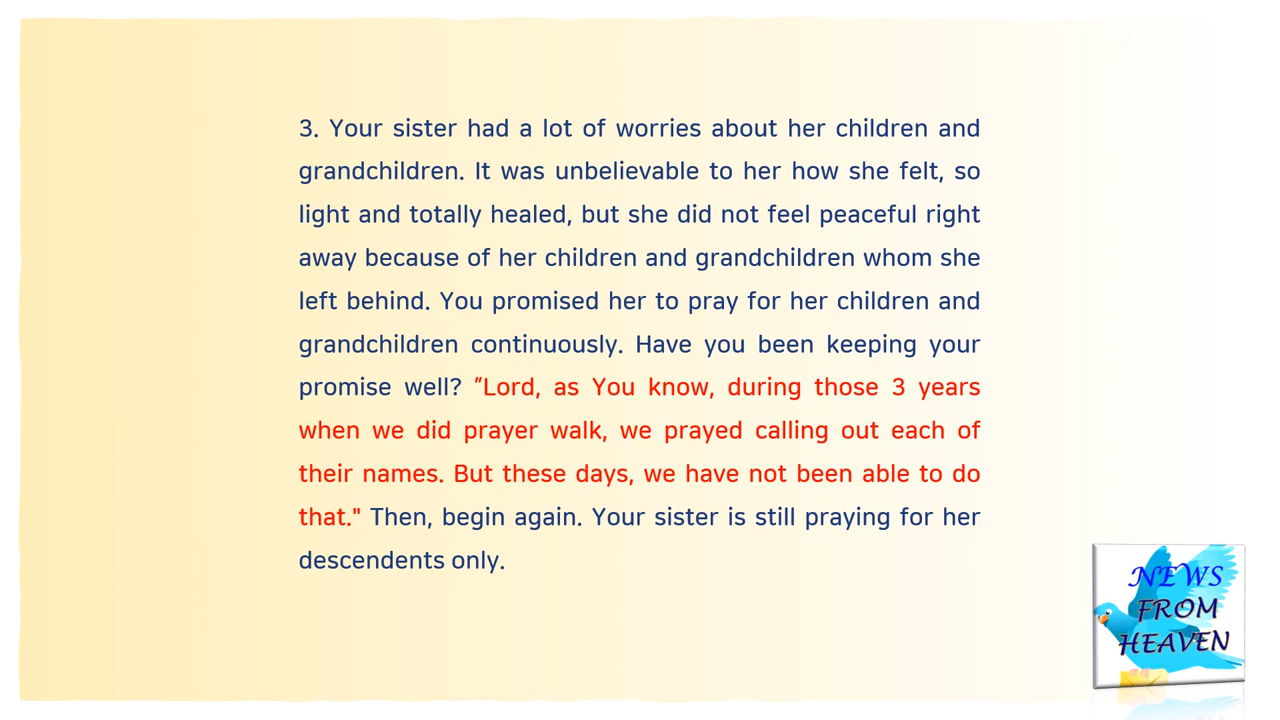 3. Your sister had a lot of worries about her children and
grandchildren. It was unbelievable to her how she felt, so
light and totally healed, but she did not feel peaceful right
away because of her children and grandchildren whom she
left behind. You promised her to pray for her children and
grandchildren continuously. Have you been keeping your
promise well? "Lord, as You know, during those 3 years
when we did prayer walk, we prayed calling out each of
their names. But these days, we have not been able to do
that." Then, begin again. Your sister is still praying for her
descendents only.
NEWS
FROM
HEAVEN